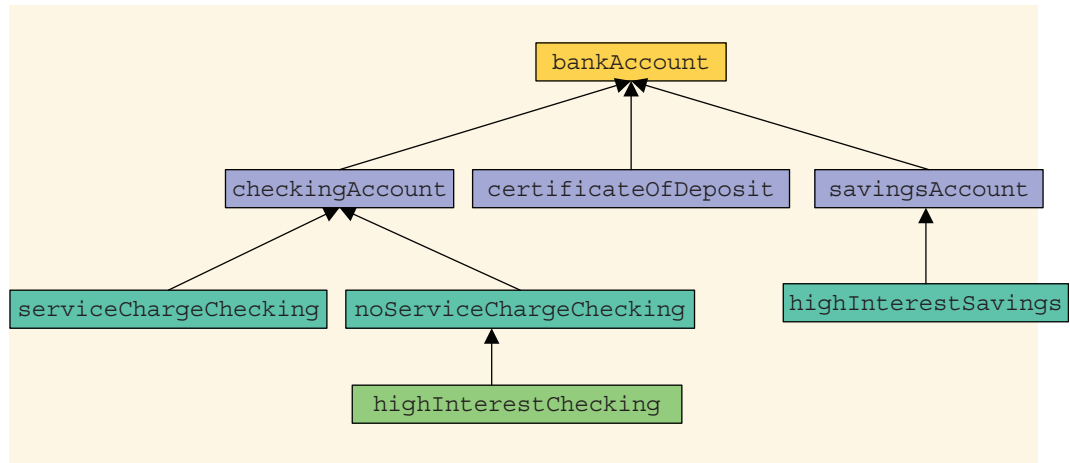 bankAccount
checkingAccount
certificateOfDeposit
savingsAccount
serviceChargeChecking
noServiceChargeChecking
highInterestSavings
highInterestChecking